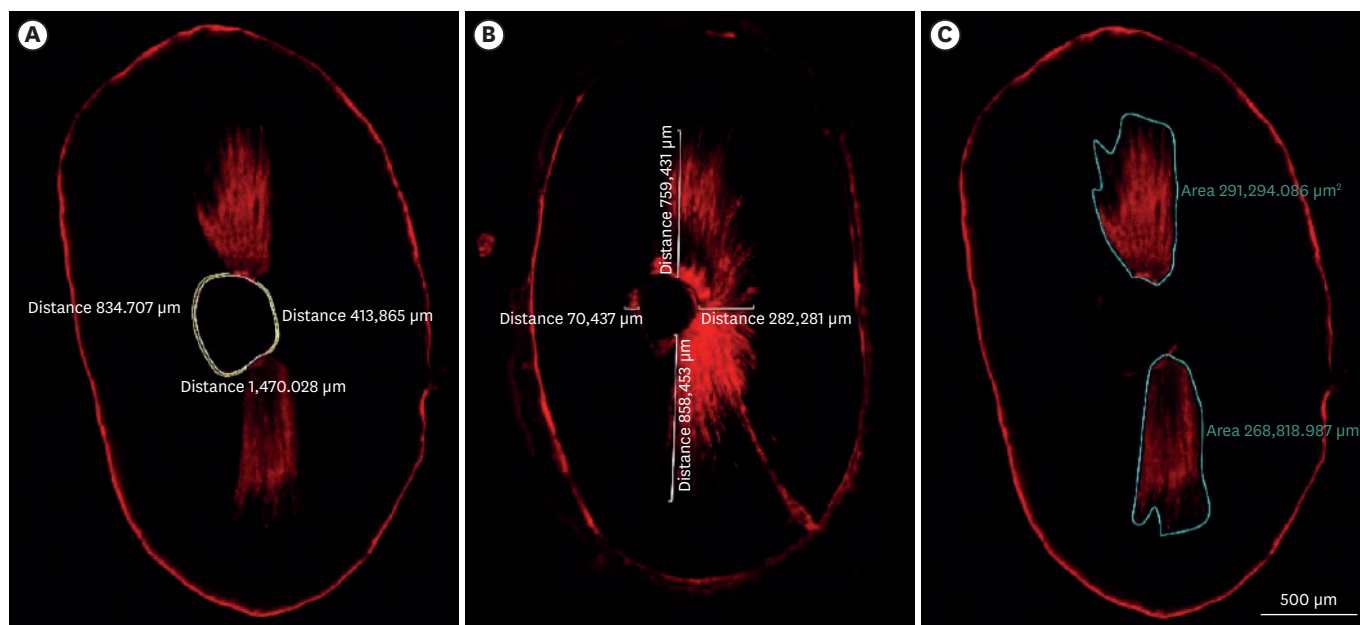 A
Distance 834.707 µm
Distance 413,865 µm
Distance 1,470.028 µm
B
Distance 759,431 µm
Distance 70,437 µm
Distance 282,281 µm
Distance 858,453 µm
C
Area 291,294.086 µm²
Area 268,818.987 µm
500 µm